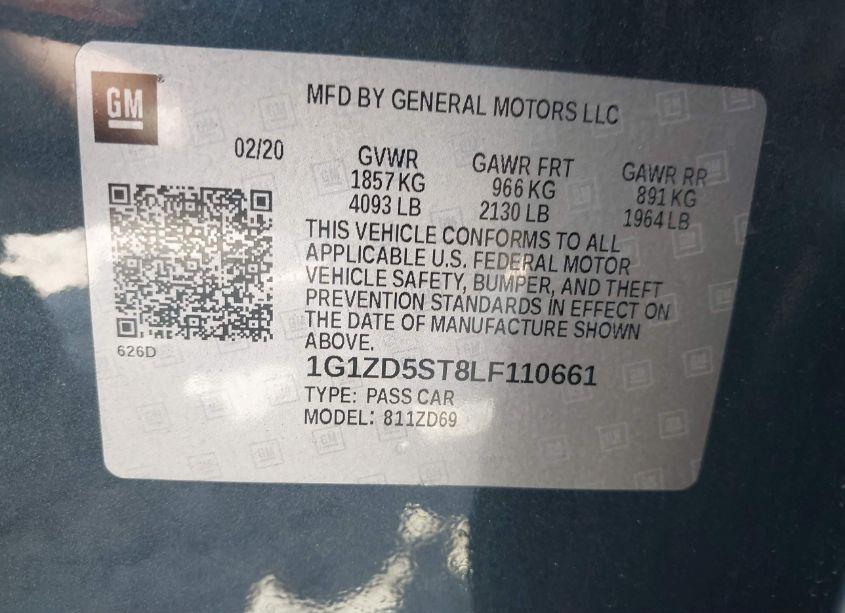 GM
MFD BY GENERAL MOTORS LLC
02/20
GVWR
1857 KG
4093 LB
GAWR FRT
966 KG
2130 LB
GAWR RR
891 KG
1964 LB
THIS VEHICLE CONFORMS TO ALL
APPLICABLE U.S. FEDERAL MOTOR
VEHICLE SAFETY, BUMPER, AND THEFT
PREVENTION STANDARDS IN EFFECT ON
THE DATE OF MANUFACTURE SHOWN
ABOVE.
626D
1G1ZD5ST8LF110661
TYPE: PASS CAR
MODEL: 811ZD69